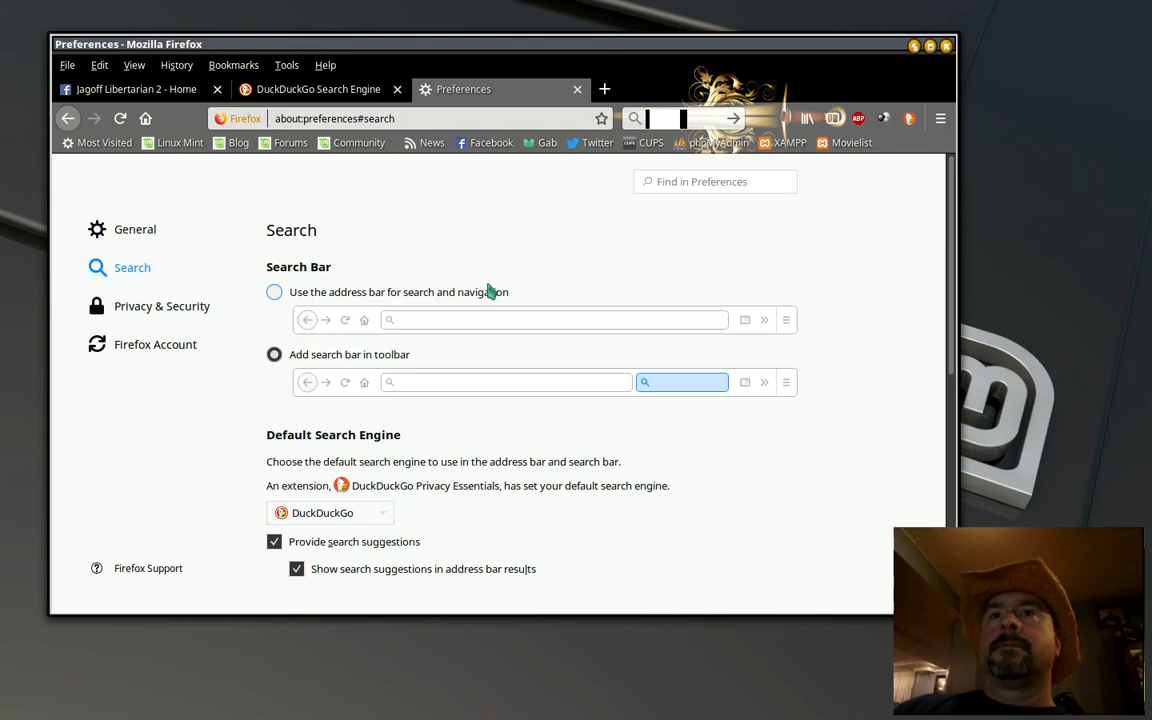 Preferences - Mozilla Firefox
File Edit View History Bookmarks Tools Help
Jagoff Libertarian 2 - Home DuckDuckGo Search Engine Preferences
Firefox about:preferences#search ABP
Most Visited Linux Mint Blog Forums Community News Facebook Gab Twitter CUPS phpMyAdmin XAMPP Movielist
Find in Preferences
General
Search
Privacy & Security
Firefox Account
Firefox Support
Search
Search Bar
Use the address bar for search and navigation
Add search bar in toolbar
Default Search Engine
Choose the default search engine to use in the address bar and search bar.
An extension, DuckDuckGo Privacy Essentials, has set your default search engine.
DuckDuckGo
Provide search suggestions
Show search suggestions in address bar results